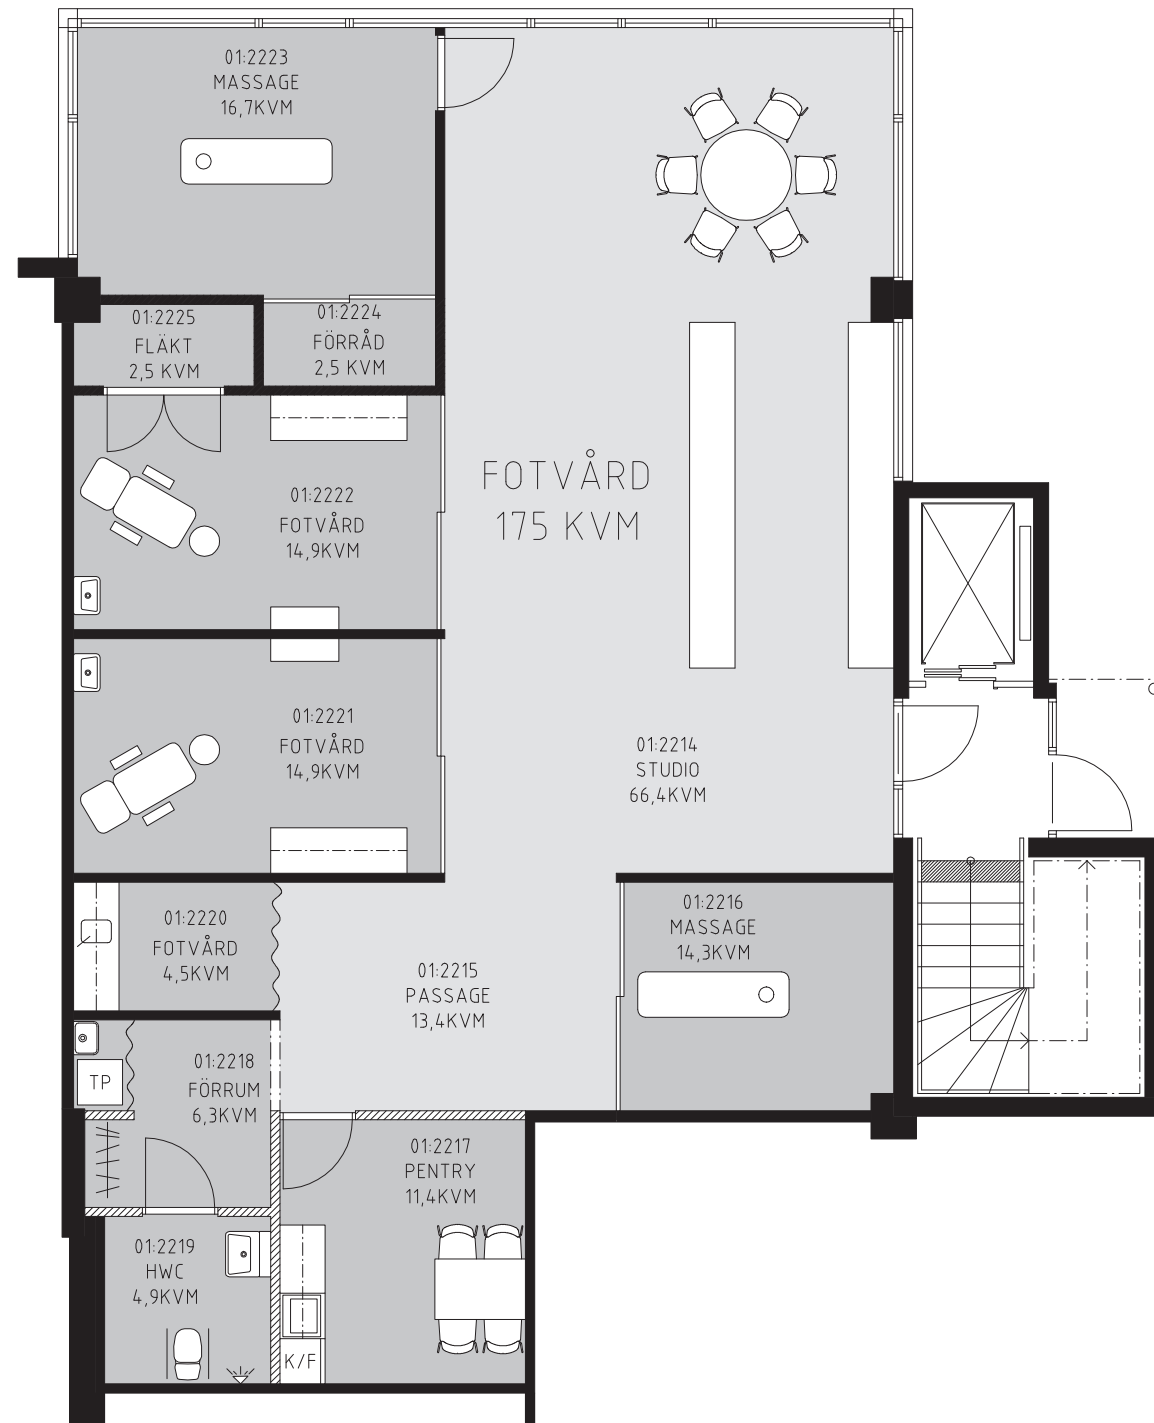 01:2223
MASSAGE
16,7KVM
01:2225
FLÄKT
2,5 KVM
01:2224
FÖRRÅD
2,5 KVM
FOTVÅRD
175 KVM
01:2222
FOTVÅRD
14,9KVM
01:2221
FOTVÅRD
14,9KVM
01:2214
STUDIO
66,4KVM
01:2220
FOTVÅRD
4,5KVM
01:2216
MASSAGE
14,3KVM
01:2215
PASSAGE
13,4KVM
01:2218
FÖRRUM
6,3KVM
TP
01:2217
PENTRY
11,4KVM
01:2219
HWC
4,9KVM
K/F